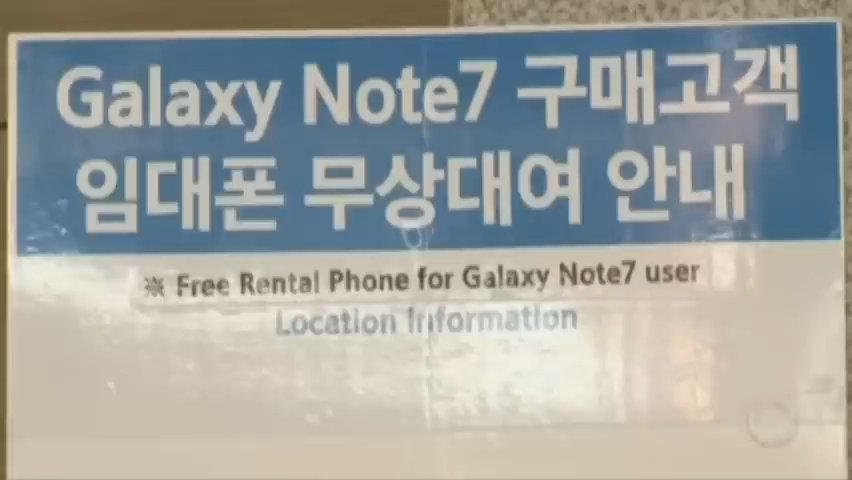 Galaxy Note7 구매고객
임대폰 무상대여 안내
※ Free Rental Phone for Galaxy Note7 user
Location Information